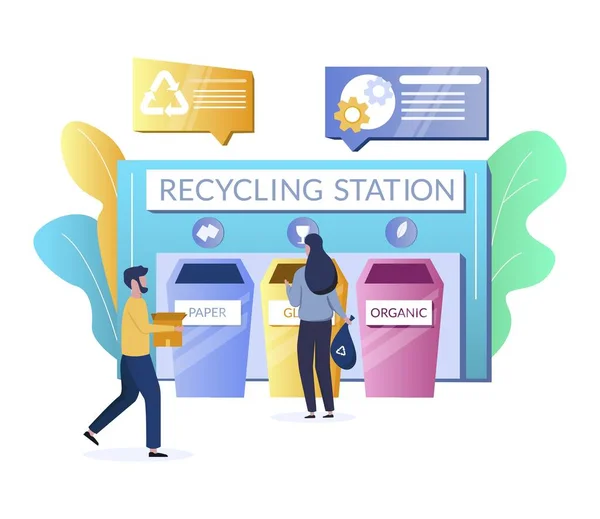 RECYCLING STATION
PAPER
GL
ORGANIC